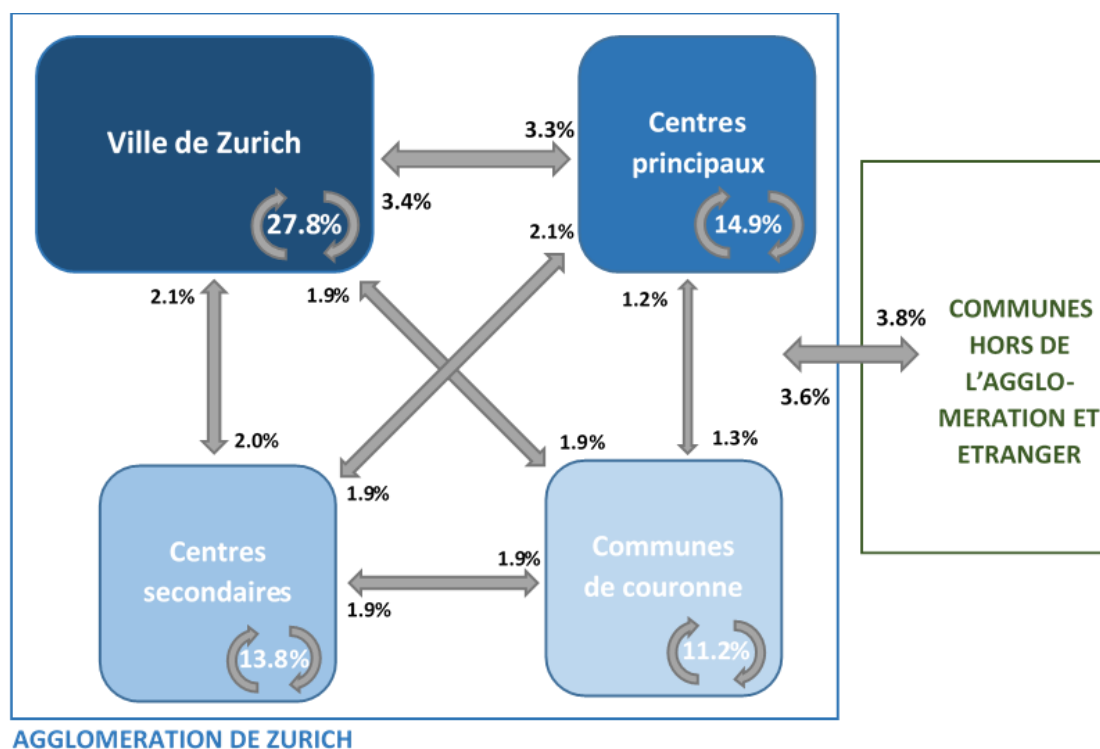 Ville de Zurich
27.8%
3.3%
3.4%
Centres
principaux
14.9%
2.1%
1.9%
2.1%
1.2%
3.8%
3.6%
COMMUNES
HORS DE
L'AGGLO-
MERATION ET
ETRANGER
2.0%
1.9%
1.9%
1.3%
Centres
secondaires
13.8%
1.9%
1.9%
Communes
de couronne
11.2%
AGGLOMERATION DE ZURICH